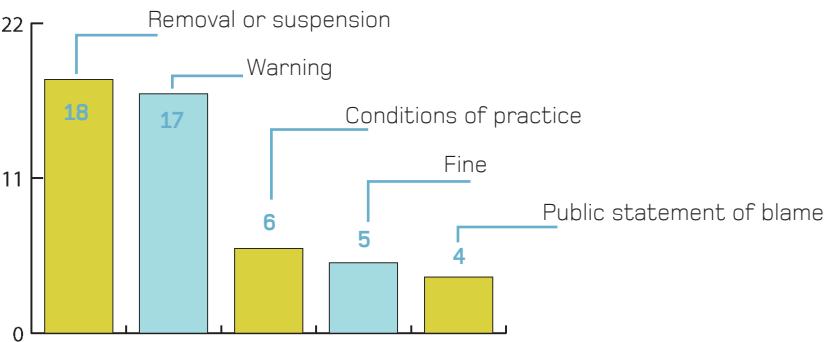 22
Removal or suspension
Warning
18
17
Conditions of practice
11
Fine
6
Public statement of blame
5
4
0